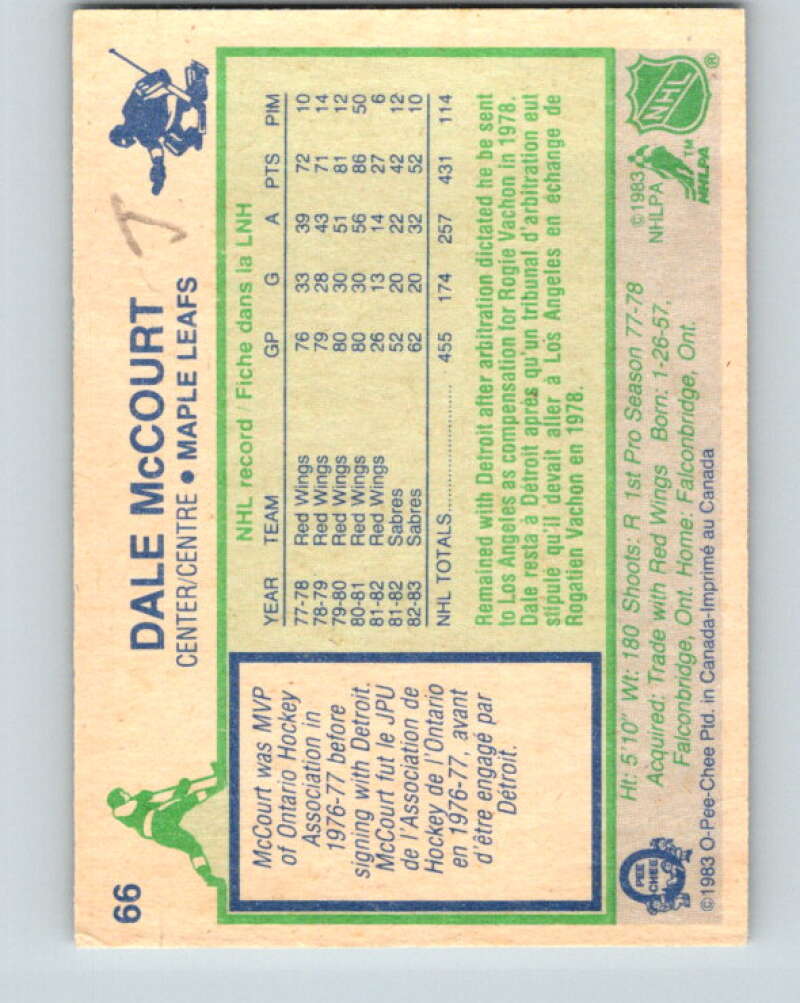 66
DALE McCOURT
CENTER/CENTRE • MAPLE LEAFS
J
McCourt was MVP
of Ontario Hockey
Association in
1976-77 before
signing with Detroit.
McCourt fut le JPU
de l'Association de
Hockey de l'Ontario
en 1976-77, avant
d'être engagé par
Détroit.
NHL record / Fiche dans la LNH
YEAR TEAM GP G A PTS PIM
77-78 Red Wings 76 33 39 72 10
78-79 Red Wings 79 28 43 71 14
79-80 Red Wings 80 30 51 81 12
80-81 Red Wings 80 30 56 86 50
81-82 Red Wings 26 13 14 27 6
81-82 Sabres 52 20 22 42 12
82-83 Sabres 62 20 32 52 10
NHL TOTALS.................... 455 174 257 431 114
Remained with Detroit after arbitration dictated he be sent
to Los Angeles as compensation for Rogie Vachon in 1978.
Dale resta à Détroit après qu'un tribunal d'arbitration eut
stipulé qu'il devait aller à Los Angeles en échange de
Rogatien Vachon en 1978.
PEE
CHEE
Ht: 5'10" Wt: 180 Shoots: R 1st Pro Season 77-78
Acquired: Trade with Red Wings Born: 1-26-57,
Falconbridge, Ont. Home: Falconbridge, Ont.
©1983 O-Pee-Chee Ptd. in Canada-Imprimé au Canada
©1983
NHLPA
NHL
®
TM
NHLPA